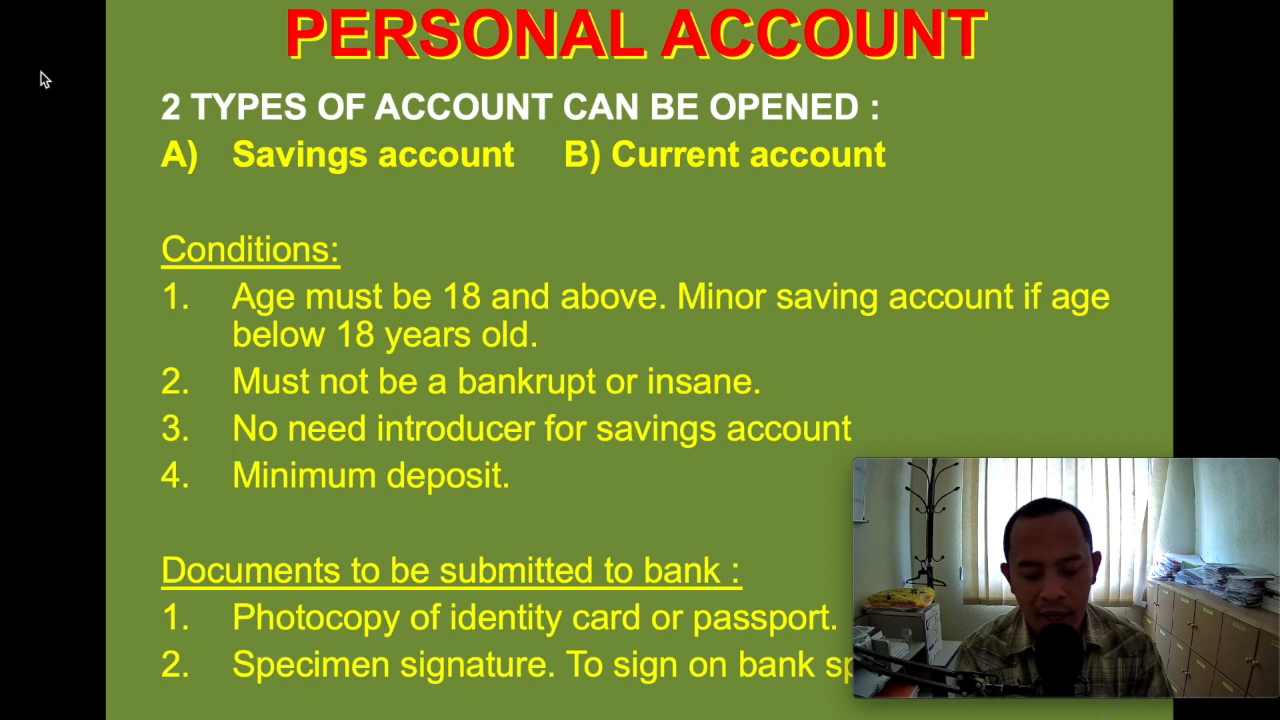 PERSONAL ACCOUNT
2 TYPES OF ACCOUNT CAN BE OPENED :
A) Savings account B) Current account
Conditions:
1. Age must be 18 and above. Minor saving account if age
below 18 years old.
2. Must not be a bankrupt or insane.
3. No need introducer for savings account
4. Minimum deposit.
Documents to be submitted to bank :
1. Photocopy of identity card or passport.
2. Specimen signature. To sign on bank